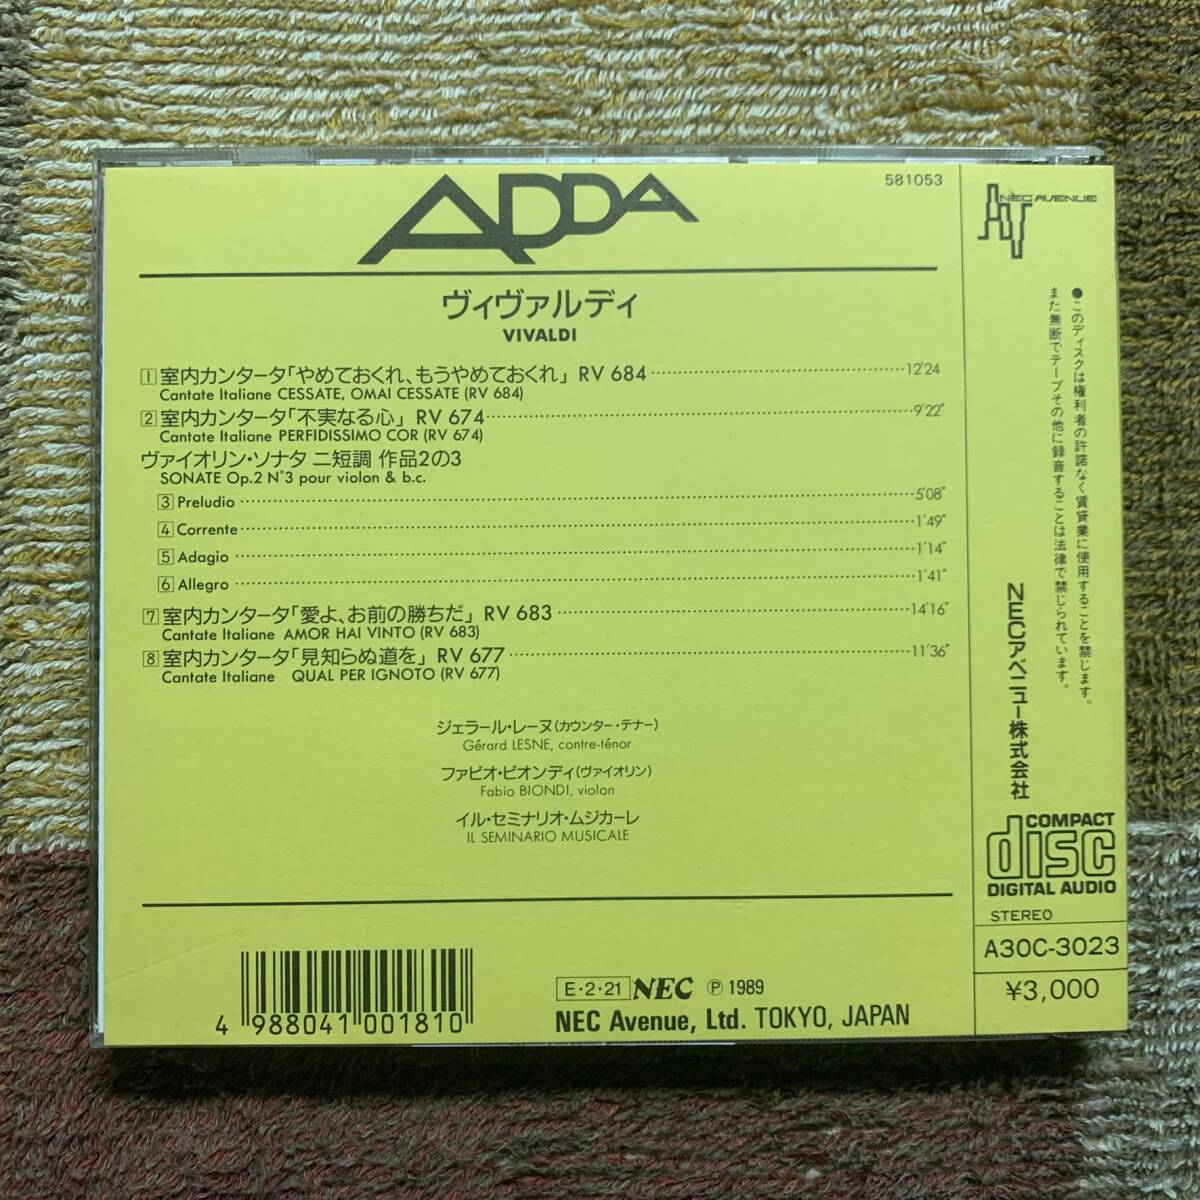 ADDA
581053
ヴィヴァルディ
VIVALDI
1 室内カンタータ「やめておくれ、もうやめておくれ」 RV 684 12'24
Cantate Italiane CESSATE, OMAI CESSATE (RV 684)
2 室内カンタータ「不実なる心」 RV 674 9'22"
Cantate Italiane PERFIDISSIMO COR (RV 674)
ヴァイオリン・ソナタ ニ短調 作品2の3
SONATE Op.2 N°3 pour violon & b.c.
3 Preludio 5'08"
4 Corrente 1'49"
5 Adagio 1'14"
6 Allegro 1'41"
7 室内カンタータ「愛よ、お前の勝ちだ」 RV 683 14'16"
Cantate Italiane AMOR HAI VINTO (RV 683)
8 室内カンタータ「見知らぬ道を」 RV 677 11'36"
Cantate Italiane QUAL PER IGNOTO (RV 677)
ジェラール・レーヌ(カウンター・テナー)
Gérard LESNE, contre-ténor
ファビオ・ビオンディ(ヴァイオリン)
Fabio BIONDI, violon
イル・セミナリオ・ムジカーレ
IL SEMINARIO MUSICALE
4 988041 001810
E・2・21 NEC ℗ 1989
NEC Avenue, Ltd. TOKYO, JAPAN
NEC AVENUE
●このディスクは権利者の許諾なく賃貸業に使用することを禁じます。
また無断でテープその他に録音することは法律で禁じられています。
NECアベニュー株式会社
COMPACT
disc
DIGITAL AUDIO
STEREO
A30C-3023
¥3,000